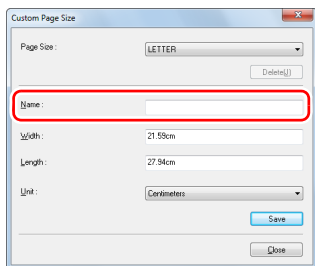 Custom Page Size
Page Size : LETTER
Delete(J)
Name :
Width : 21.59cm
Length : 27.94cm
Unit : Centimeters
Save
Close